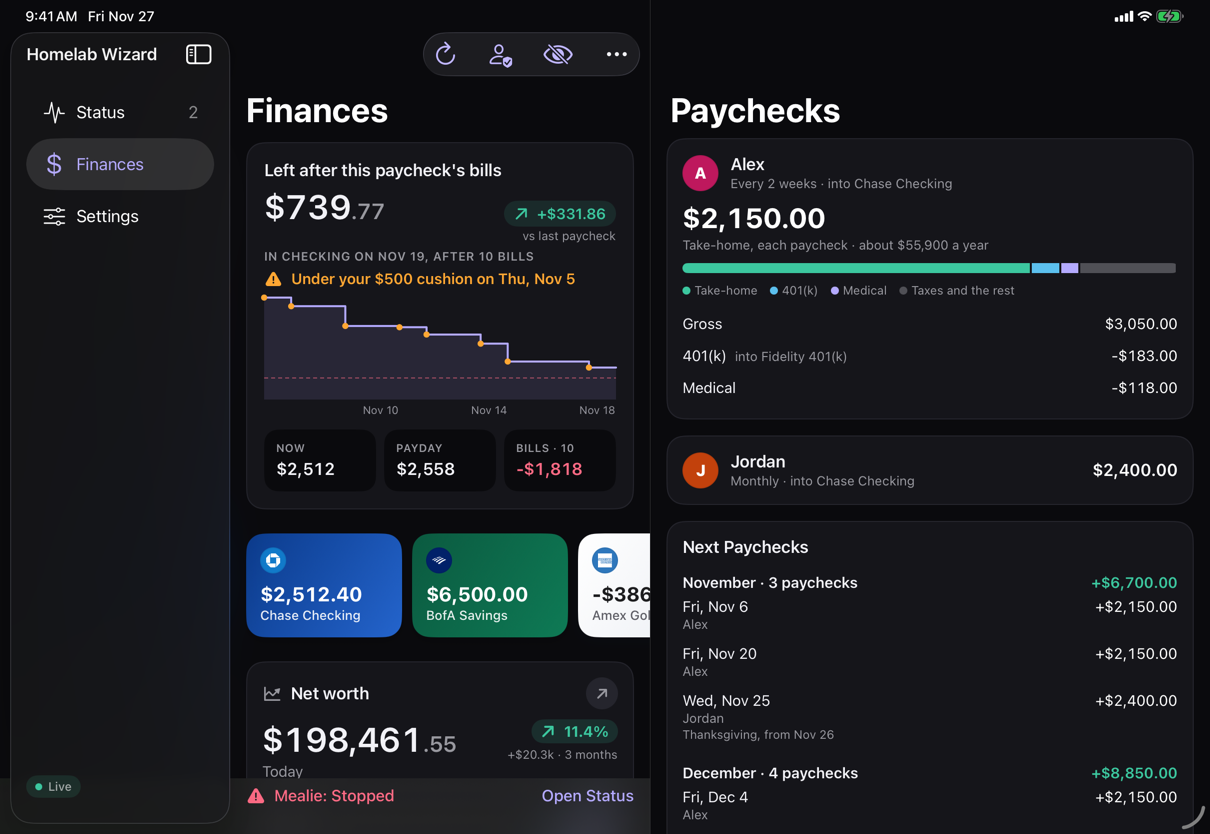 9:41 AM Fri Nov 27
Homelab Wizard
Status 2
Finances
Settings
Live
Finances
Left after this paycheck's bills
$739.77
+$331.86
vs last paycheck
IN CHECKING ON NOV 19, AFTER 10 BILLS
Under your $500 cushion on Thu, Nov 5
Nov 10 Nov 14 Nov 18
NOW
$2,512
PAYDAY
$2,558
BILLS · 10
-$1,818
$2,512.40
Chase Checking
$6,500.00
BofA Savings
-$386
Amex Gol
Net worth
$198,461.55
11.4%
+$20.3k · 3 months
Today
Mealie: Stopped
Open Status
Paychecks
A
Alex
Every 2 weeks · into Chase Checking
$2,150.00
Take-home, each paycheck · about $55,900 a year
Take-home 401(k) Medical Taxes and the rest
Gross $3,050.00
401(k) into Fidelity 401(k) -$183.00
Medical -$118.00
J
Jordan
Monthly · into Chase Checking
$2,400.00
Next Paychecks
November · 3 paychecks +$6,700.00
Fri, Nov 6 +$2,150.00
Alex
Fri, Nov 20 +$2,150.00
Alex
Wed, Nov 25 +$2,400.00
Jordan
Thanksgiving, from Nov 26
December · 4 paychecks +$8,850.00
Fri, Dec 4 +$2,150.00
Alex